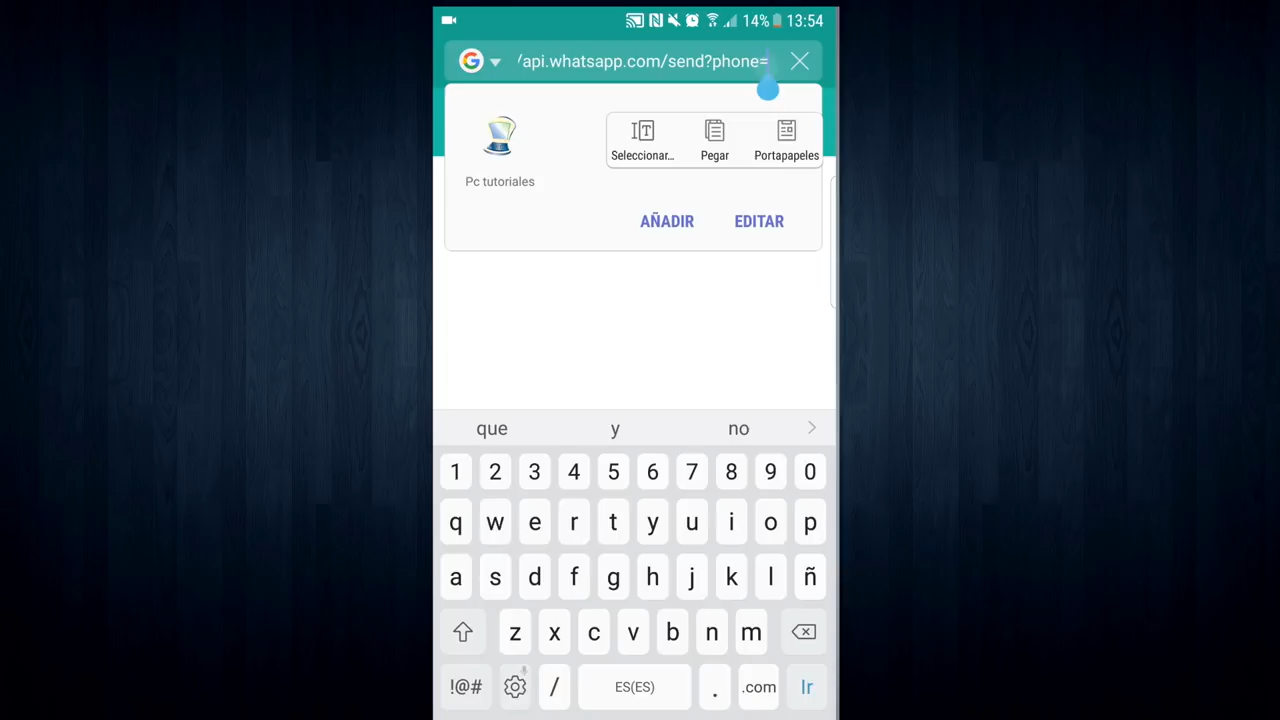 14% 13:54
/api.whatsapp.com/send?phone=
Seleccionar... Pegar Portapapeles
Pc tutoriales
AÑADIR EDITAR
que y no
1 2 3 4 5 6 7 8 9 0
q w e r t y u i o p
a s d f g h j k l ñ
z x c v b n m
!@# / ES(ES) . .com Ir